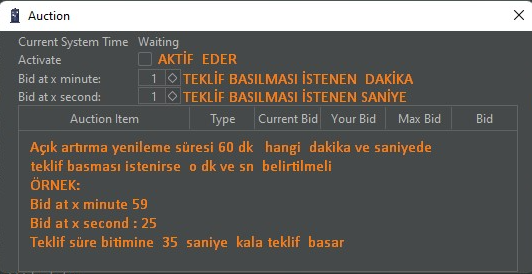 Auction
Current System Time Waiting
Activate AKTİF EDER
Bid at x minute: 1 TEKLİF BASILMASI İSTENEN DAKİKA
Bid at x second: 1 TEKLİF BASILMASI İSTENEN SANİYE
Auction Item Type Current Bid Your Bid Max Bid Bid
Açık artırma yenileme süresi 60 dk hangi dakika ve saniyede
teklif basması istenirse o dk ve sn belirtilmeli
ÖRNEK:
Bid at x minute 59
Bid at x second : 25
Teklif süre bitimine 35 saniye kala teklif basar